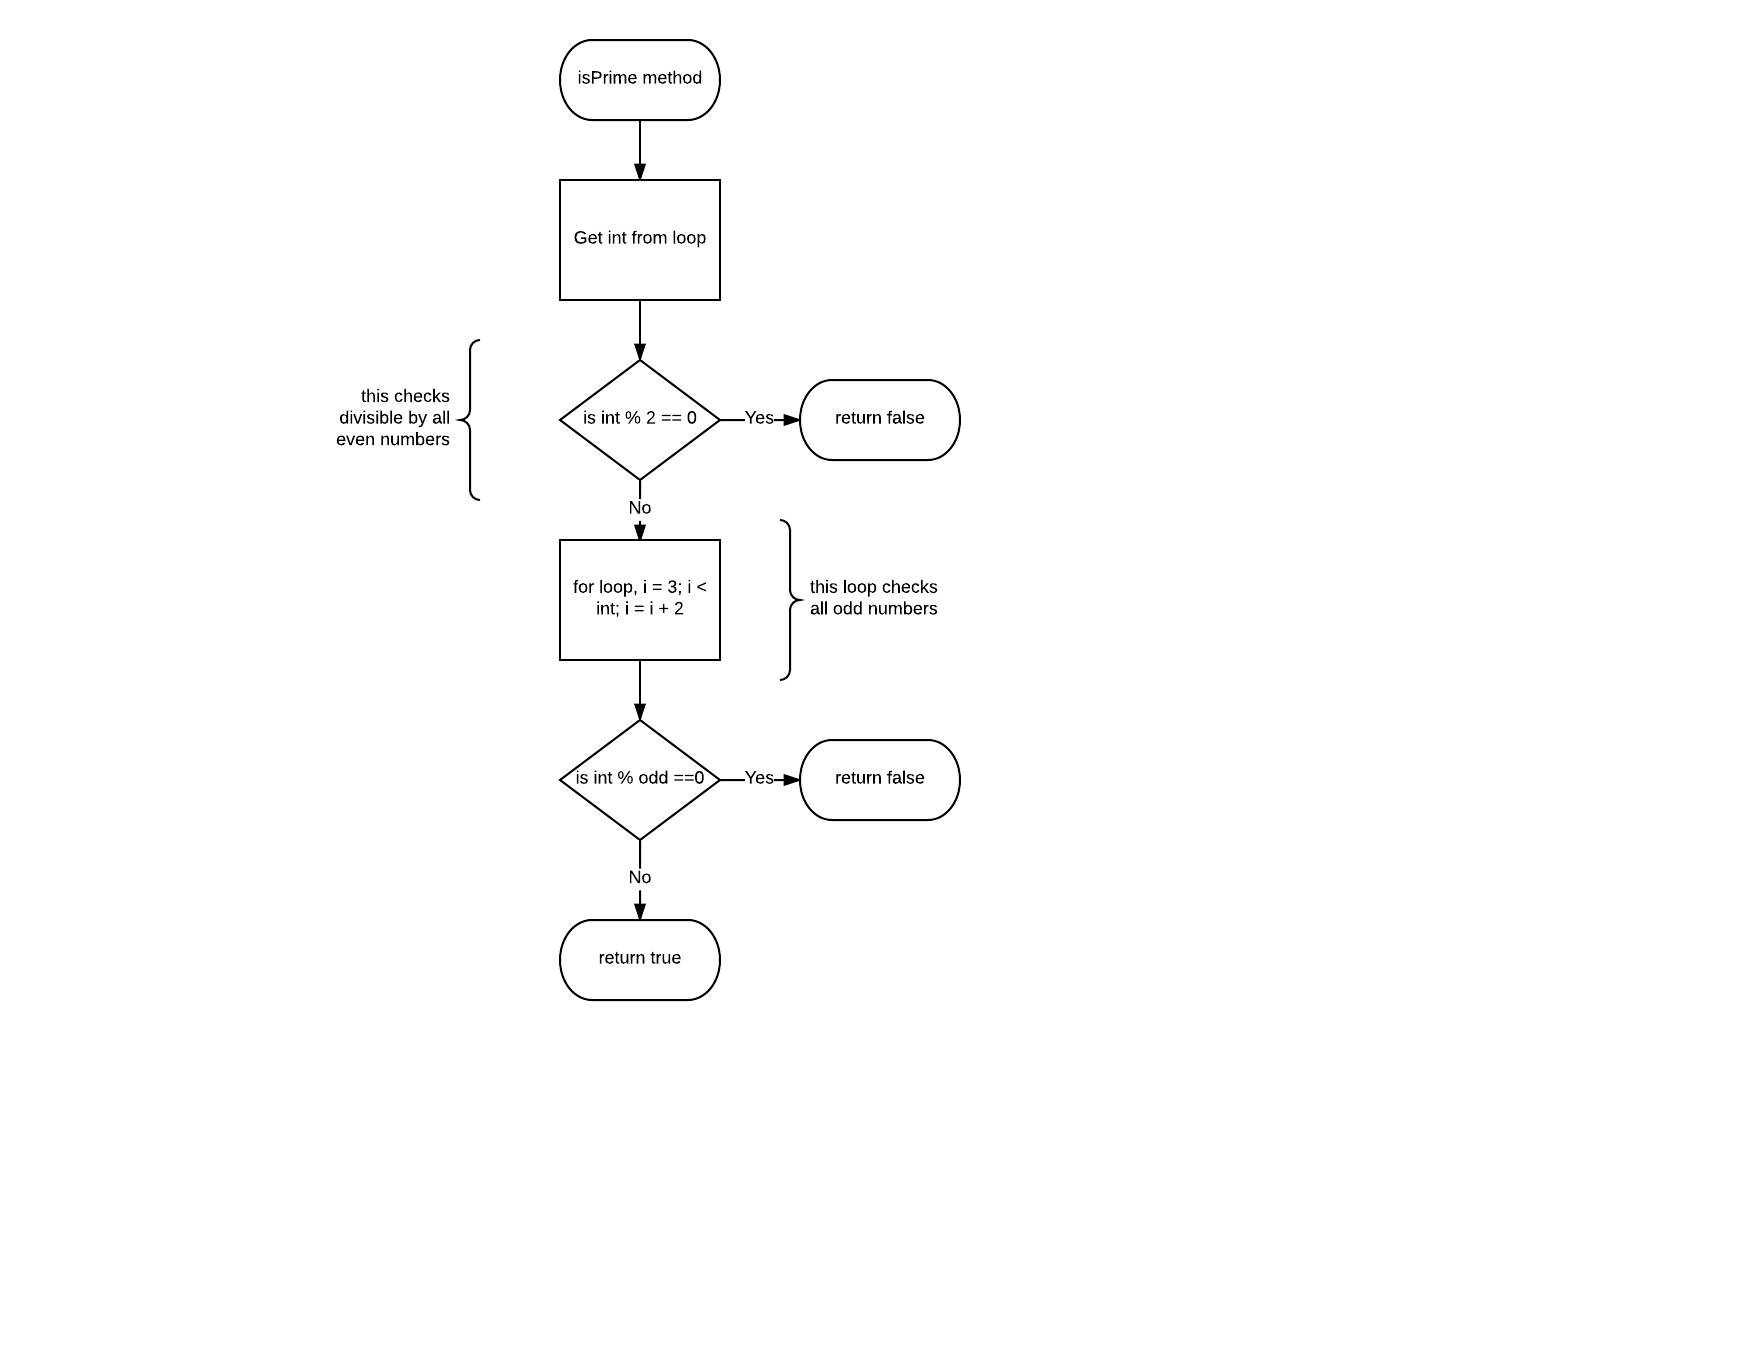 isPrime method
Get int from loop
this checks
divisible by all
even numbers
is int % 2 == 0
Yes
return false
No
for loop, i = 3; i <
int; i = i + 2
this loop checks
all odd numbers
is int % odd ==0
Yes
return false
No
return true